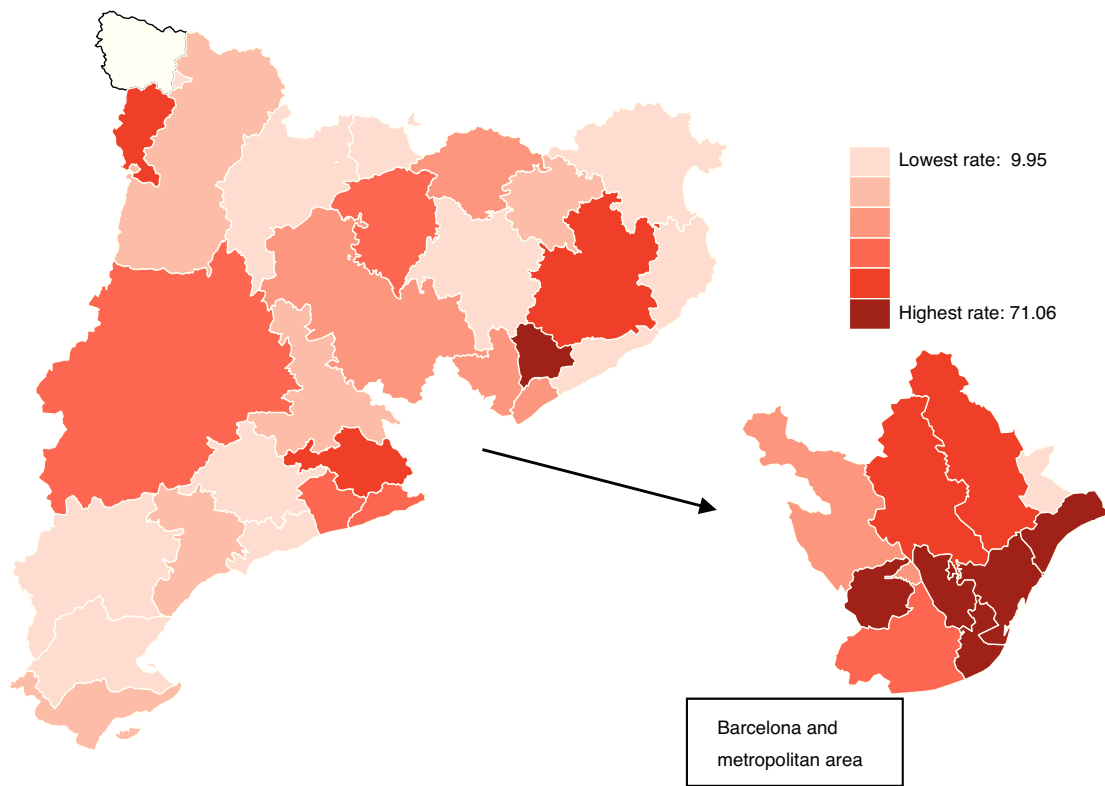 Lowest rate: 9.95
Highest rate: 71.06
Barcelona and
metropolitan area